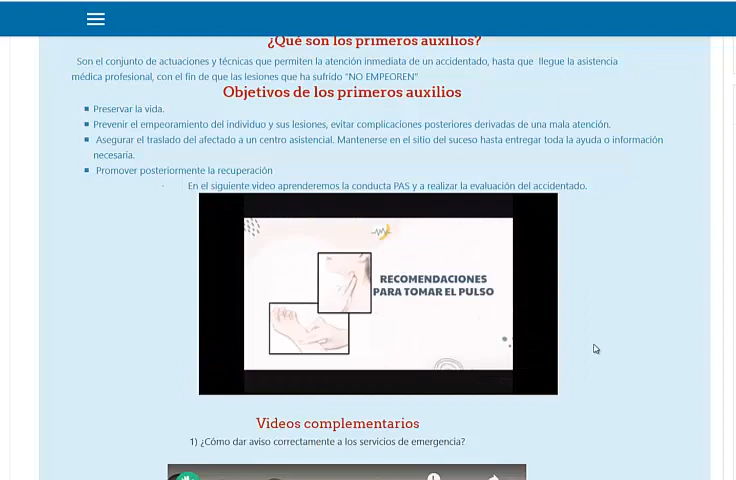 ¿Qué son los primeros auxilios?
Son el conjunto de actuaciones y técnicas que permiten la atención inmediata de un accidentado, hasta que llegue la asistencia
médica profesional, con el fin de que las lesiones que ha sufrido “NO EMPEOREN”
Objetivos de los primeros auxilios
Preservar la vida.
Prevenir el empeoramiento del individuo y sus lesiones, evitar complicaciones posteriores derivadas de una mala atención.
Asegurar el traslado del afectado a un centro asistencial. Mantenerse en el sitio del suceso hasta entregar toda la ayuda o información
necesaria.
Promover posteriormente la recuperación
En el siguiente video aprenderemos la conducta PAS y a realizar la evaluación del accidentado.
RECOMENDACIONES
PARA TOMAR EL PULSO
Videos complementarios
1) ¿Cómo dar aviso correctamente a los servicios de emergencia?